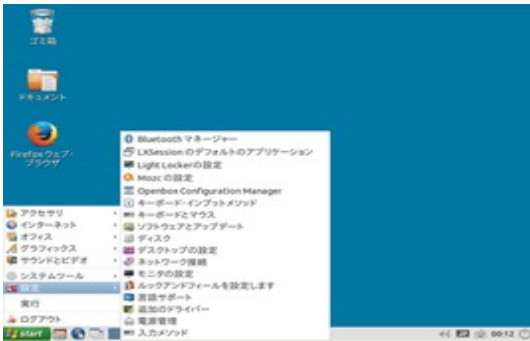 ゴミ箱
ドキュメント
Firefox ウェブ・
ブラウザ
Bluetooth マネージャー
LXSession のデフォルトのアプリケーション
Light Lockerの設定
Mozc の設定
Openbox Configuration Manager
キーボード・インプットメソッド
キーボードとマウス
ソフトウェアとアップデート
ディスク
デスクトップの設定
ネットワーク接続
モニタの設定
ルックアンドフィールを設定します
言語サポート
追加のドライバー
電源管理
入力メソッド
アクセサリ
インターネット
オフィス
グラフィックス
サウンドとビデオ
システムツール
設定
実行
ログアウト
start
00:12